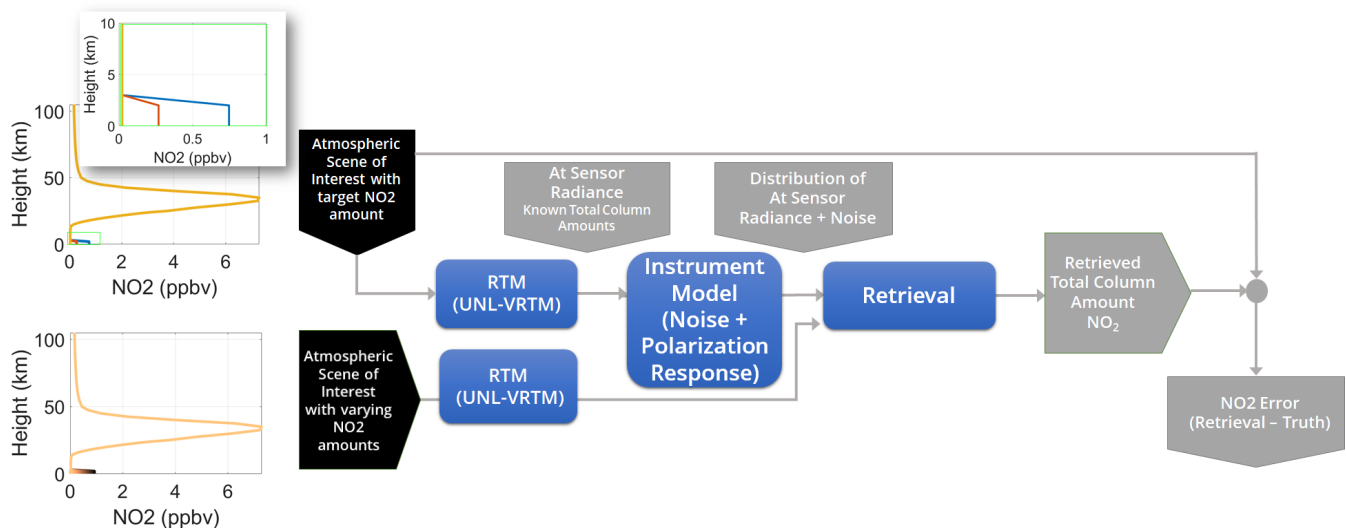 10
5
0
Height (km)
0
0.5
1
NO2 (ppbv)
100
50
0
Height (km)
0
2
4
6
NO2 (ppbv)
Atmospheric
Scene of
Interest with
target NO2
amount
At Sensor
Radiance
Known Total Column
Amounts
Distribution of
At Sensor
Radiance + Noise
RTM
(UNL-VRTM)
Instrument
Model
(Noise +
Polarization
Response)
Retrieval
Retrieved
Total Column
Amount
NO₂
100
50
0
Height (km)
0
2
4
6
NO2 (ppbv)
Atmospheric
Scene of
Interest
with varying
NO2
amounts
RTM
(UNL-VRTM)
NO2 Error
(Retrieval – Truth)